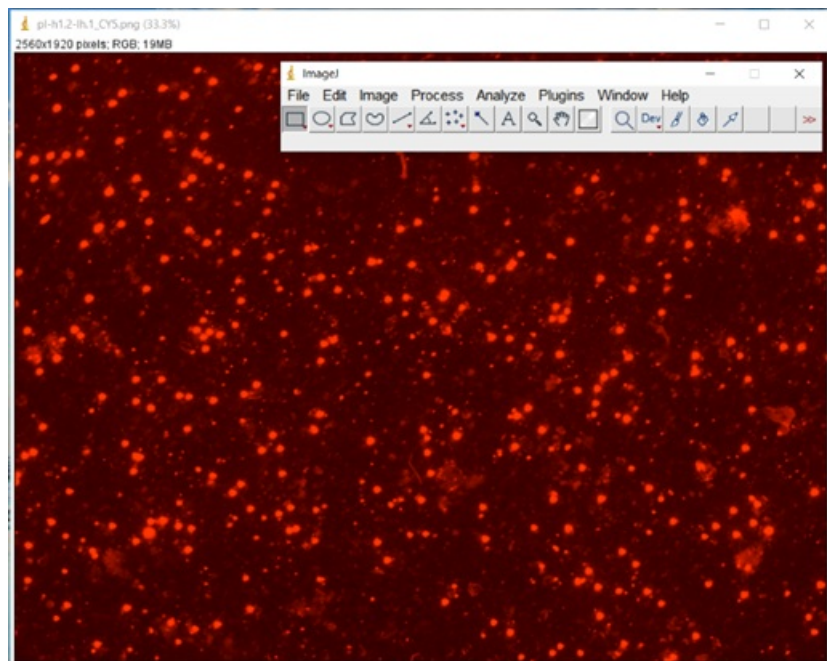 pl-h1.2-lh.1_CY5.png (33.3%)
2560x1920 pixels; RGB; 19MB
ImageJ
File Edit Image Process Analyze Plugins Window Help
A Dev >>